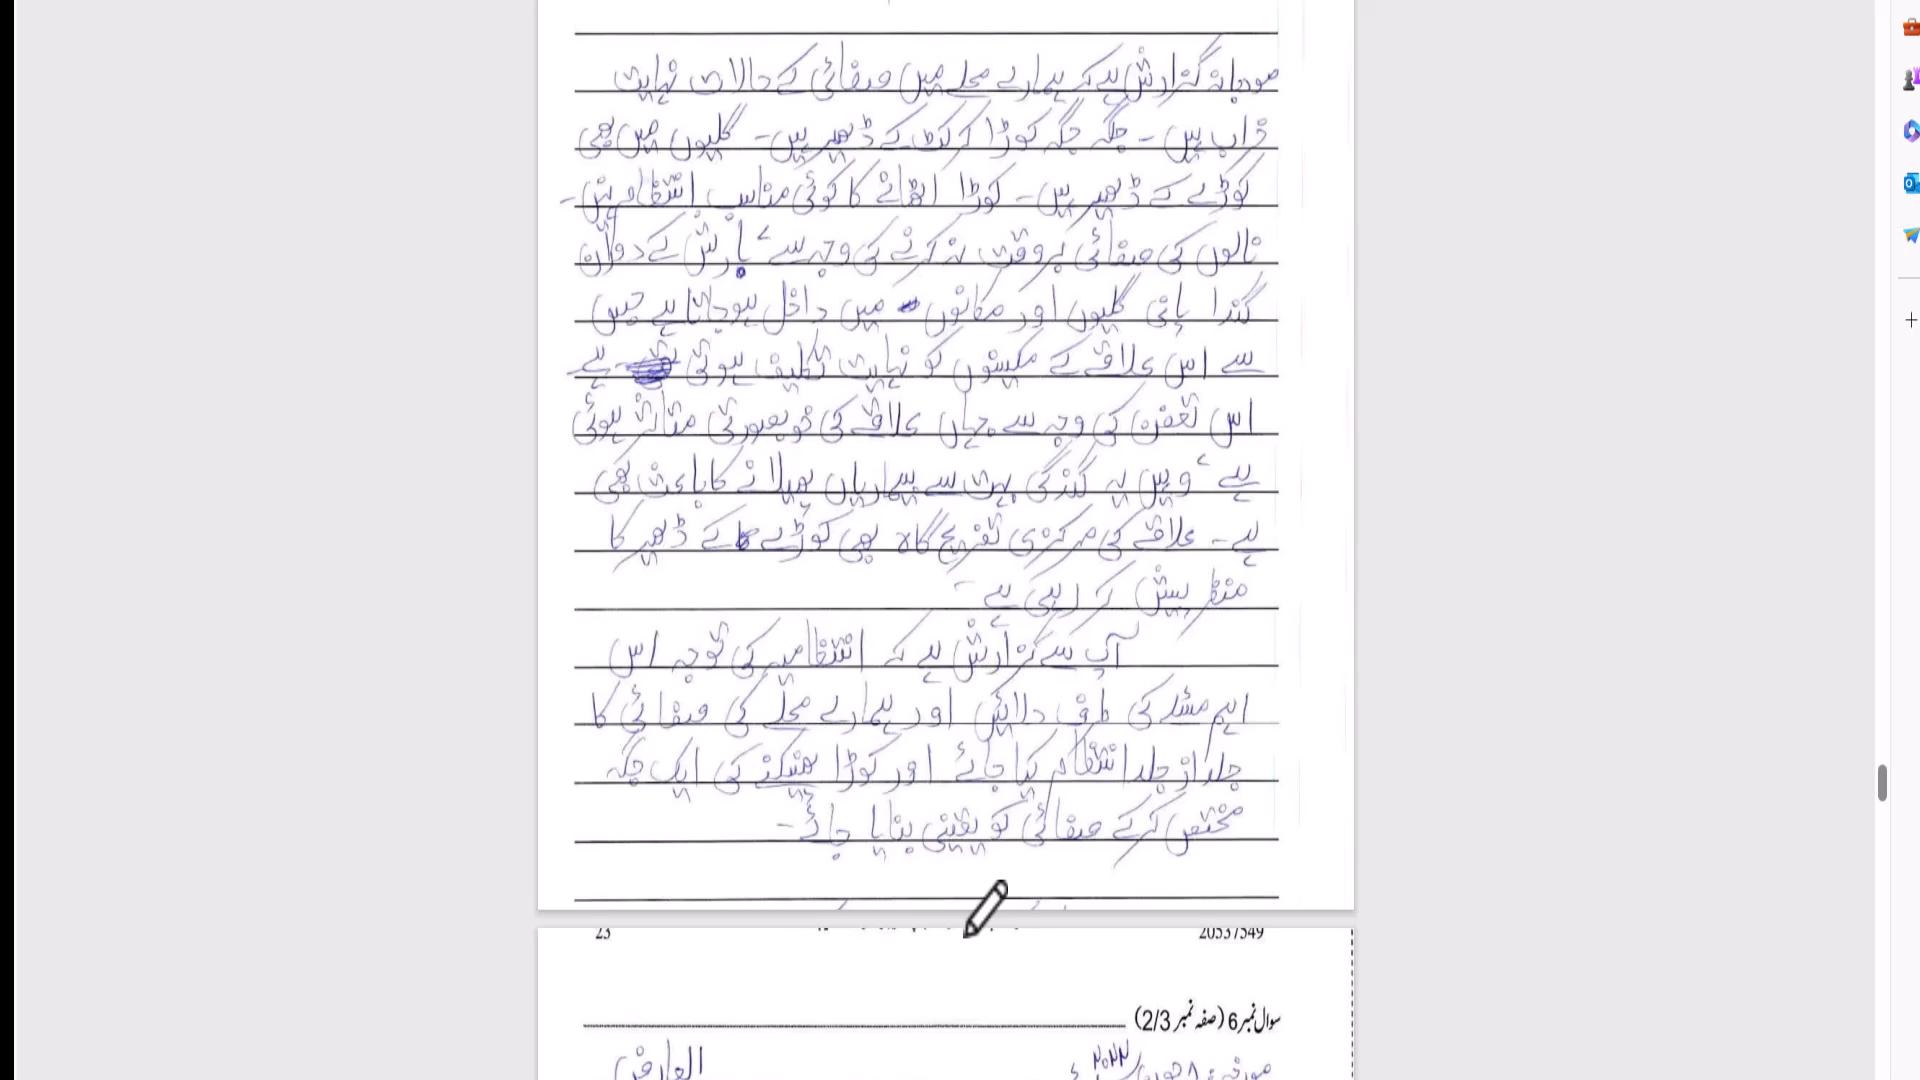 مودبانہ گزارش ہے کہ ہمارے محلے میں صفائی کے حالات نہایت
خراب ہیں ۔ جگہ جگہ کوڑا کرکٹ کے ڈھیر ہیں ۔ گلیوں میں بھی
کوڑے کے ڈھیر ہیں ۔ کوڑا اٹھانے کا کوئی مناسب انتظام نہیں ۔
نالوں کی صفائی بروقت نہ کرنے کی وجہ سے ، بارش کے دوران
گندا پانی گلیوں اور مکانوں میں داخل ہو جاتا ہے جس
سے اس علاقے کے مکینوں کو نہایت تکلیف ہوتی ہے
اس تعفن کی وجہ سے جہاں علاقے کی خوبصورتی متاثر ہوئی
ہے ، وہیں یہ گندگی بہت سے بیماریاں پھیلانے کا باعث بھی
ہے ۔ علاقے کی مرکزی تفریح گاہ بھی کوڑے کے ڈھیر کا
منظر پیش کر رہی ہے ۔
آپ سے گزارش ہے کہ انتظامیہ کی توجہ اس
اہم مسئلے کی طرف دلائیں اور ہمارے محلے کی صفائی کا
جلد از جلد انتظام کیا جائے اور کوڑا پھینکنے کی ایک جگہ
مختص کرکے صفائی کو یقینی بنایا جائے ۔
23
20537549
سوال نمبر 6 (صفحہ نمبر 2/3)
العارض